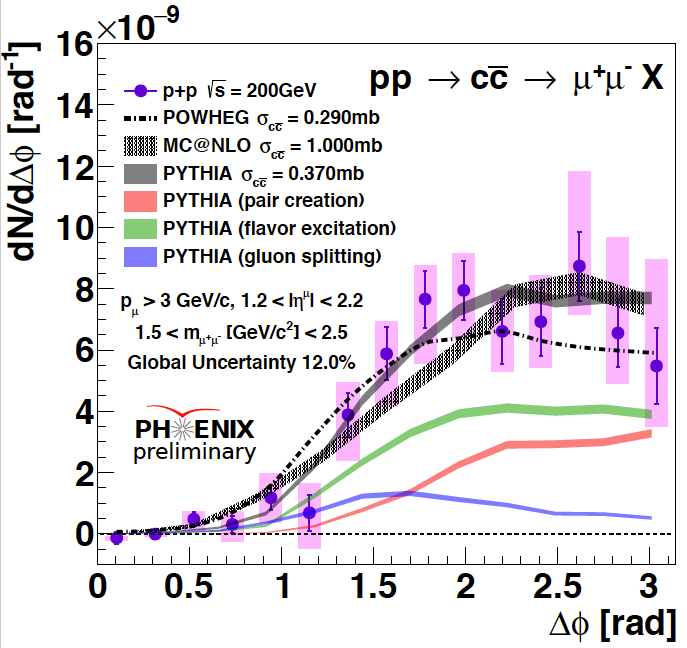 ×10⁻⁹
16
14
12
10
8
6
4
2
0
dN/dΔϕ [rad⁻¹]
pp → cc̅ → μ⁺μ⁻ X
p+p √s = 200GeV
POWHEG σcc̅ = 0.290mb
MC@NLO σcc̅ = 1.000mb
PYTHIA σcc̅ = 0.370mb
PYTHIA (pair creation)
PYTHIA (flavor excitation)
PYTHIA (gluon splitting)
pμ > 3 GeV/c, 1.2 < |η^μ| < 2.2
1.5 < mμ⁺μ⁻ [GeV/c²] < 2.5
Global Uncertainty 12.0%
PHENIX
preliminary
0 0.5 1 1.5 2 2.5 3
Δϕ [rad]